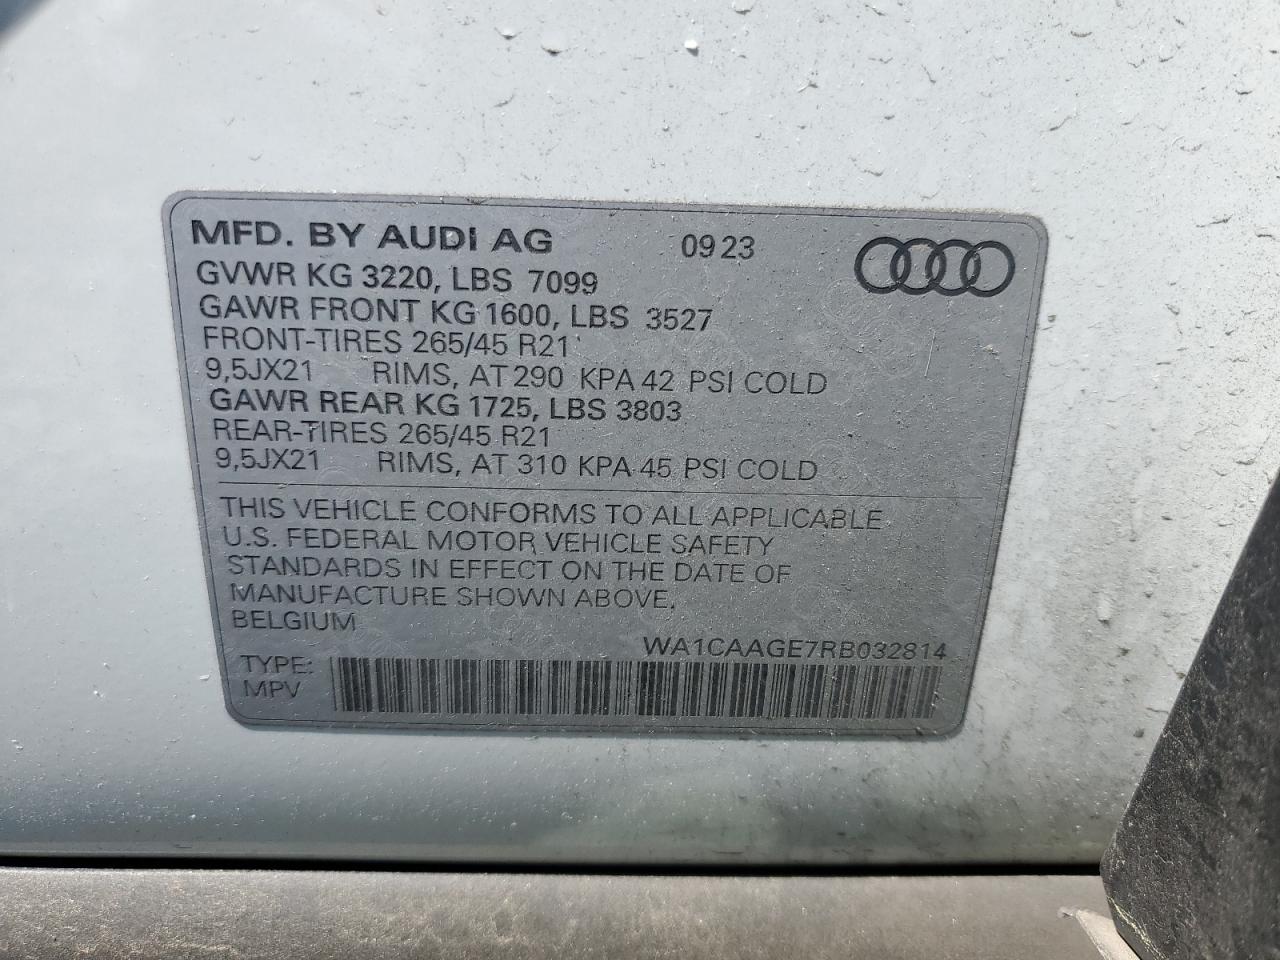 MFD. BY AUDI AG 09 23
GVWR KG 3220, LBS 7099
GAWR FRONT KG 1600, LBS 3527
FRONT-TIRES 265/45 R21
9,5JX21 RIMS, AT 290 KPA 42 PSI COLD
GAWR REAR KG 1725, LBS 3803
REAR-TIRES 265/45 R21
9,5JX21 RIMS, AT 310 KPA 45 PSI COLD
THIS VEHICLE CONFORMS TO ALL APPLICABLE
U.S. FEDERAL MOTOR VEHICLE SAFETY
STANDARDS IN EFFECT ON THE DATE OF
MANUFACTURE SHOWN ABOVE.
BELGIUM
WA1CAAGE7RB032814
TYPE:
MPV